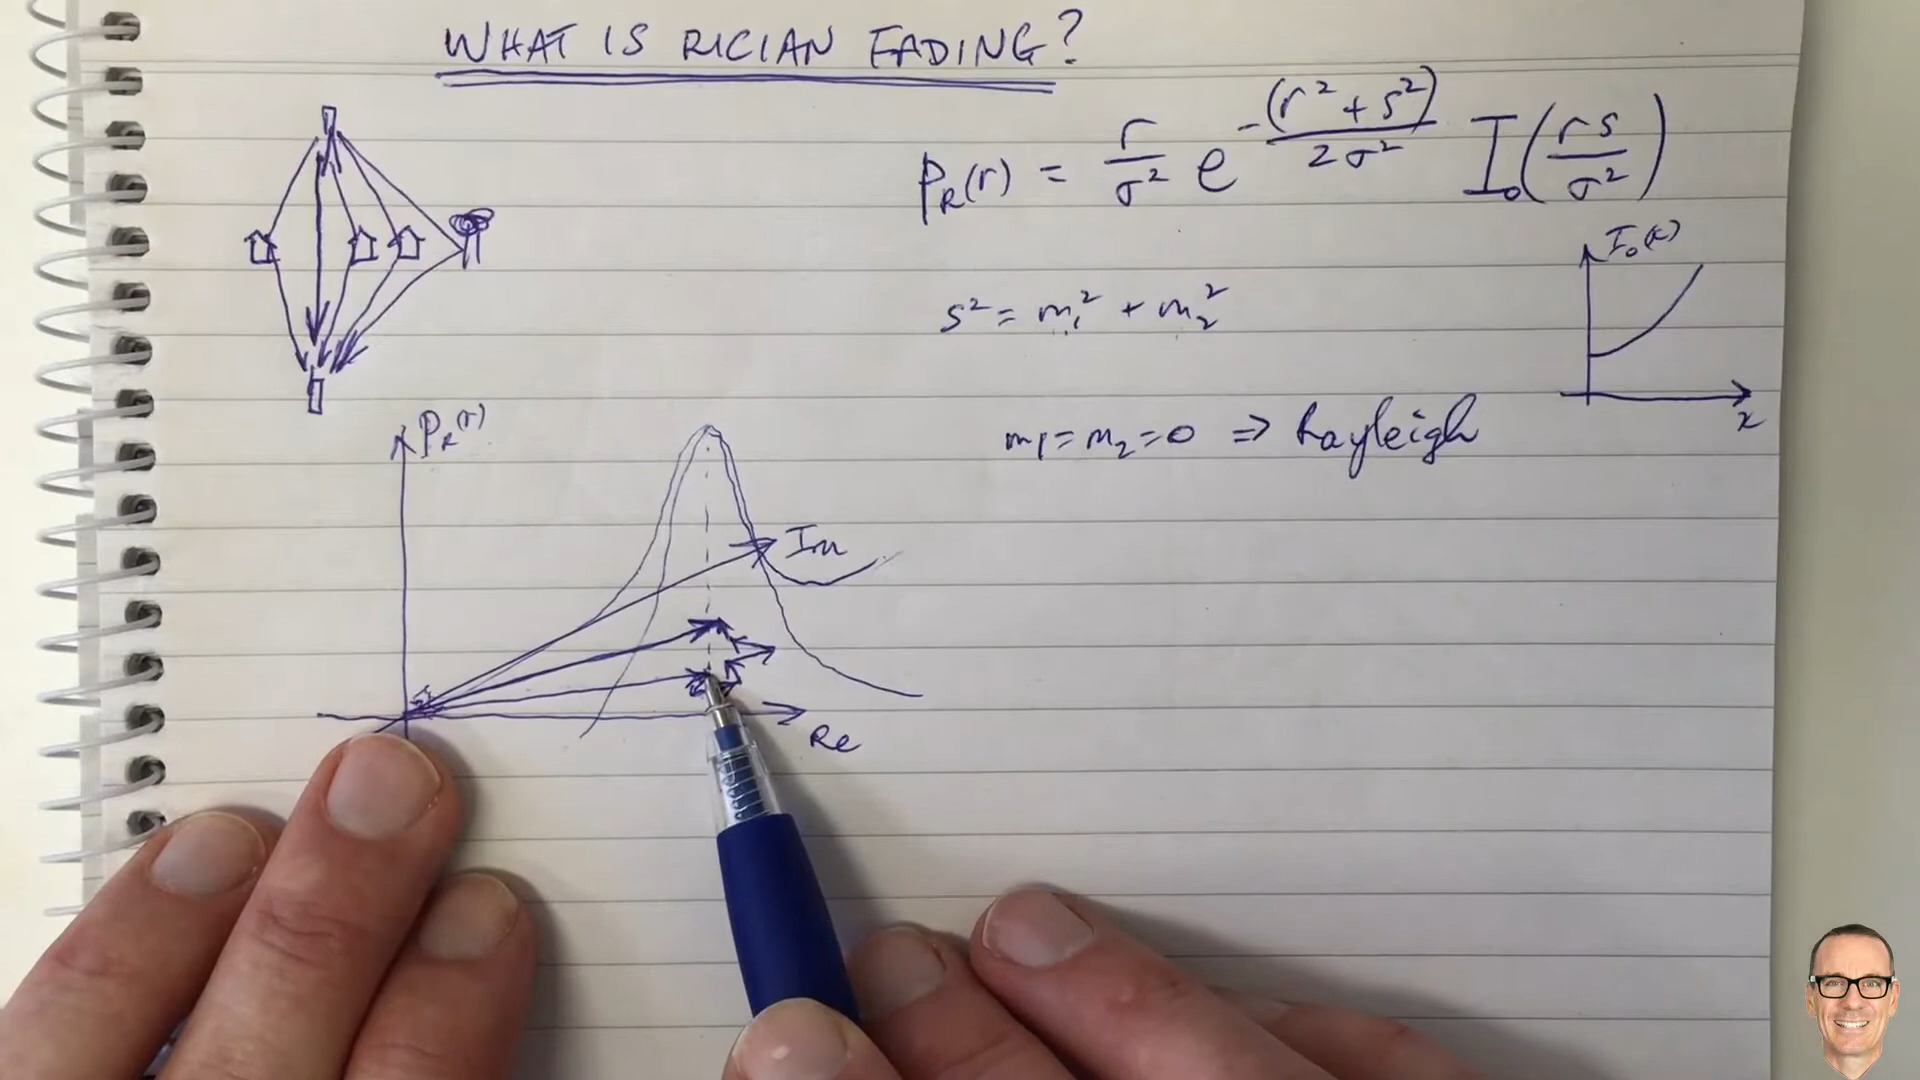 WHAT IS RICIAN FADING?
p_R(r) = r/σ² e^(-(r² + s²)/2σ²) I₀(rs/σ²)
I₀(x)
x
s² = m₁² + m₂²
m₁ = m₂ = 0 ⇒ Rayleigh
P_R(r)
Im
Re